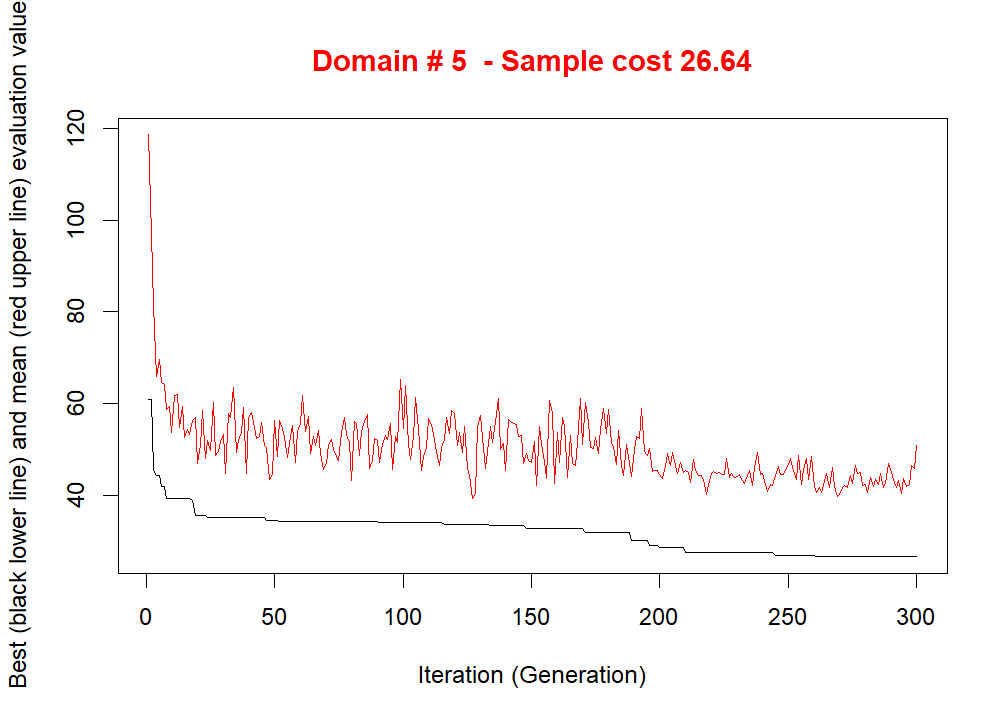 Domain # 5  - Sample cost 26.64
Best (black lower line) and mean (red upper line) evaluation value
120
100
80
60
40
0 50 100 150 200 250 300
Iteration (Generation)